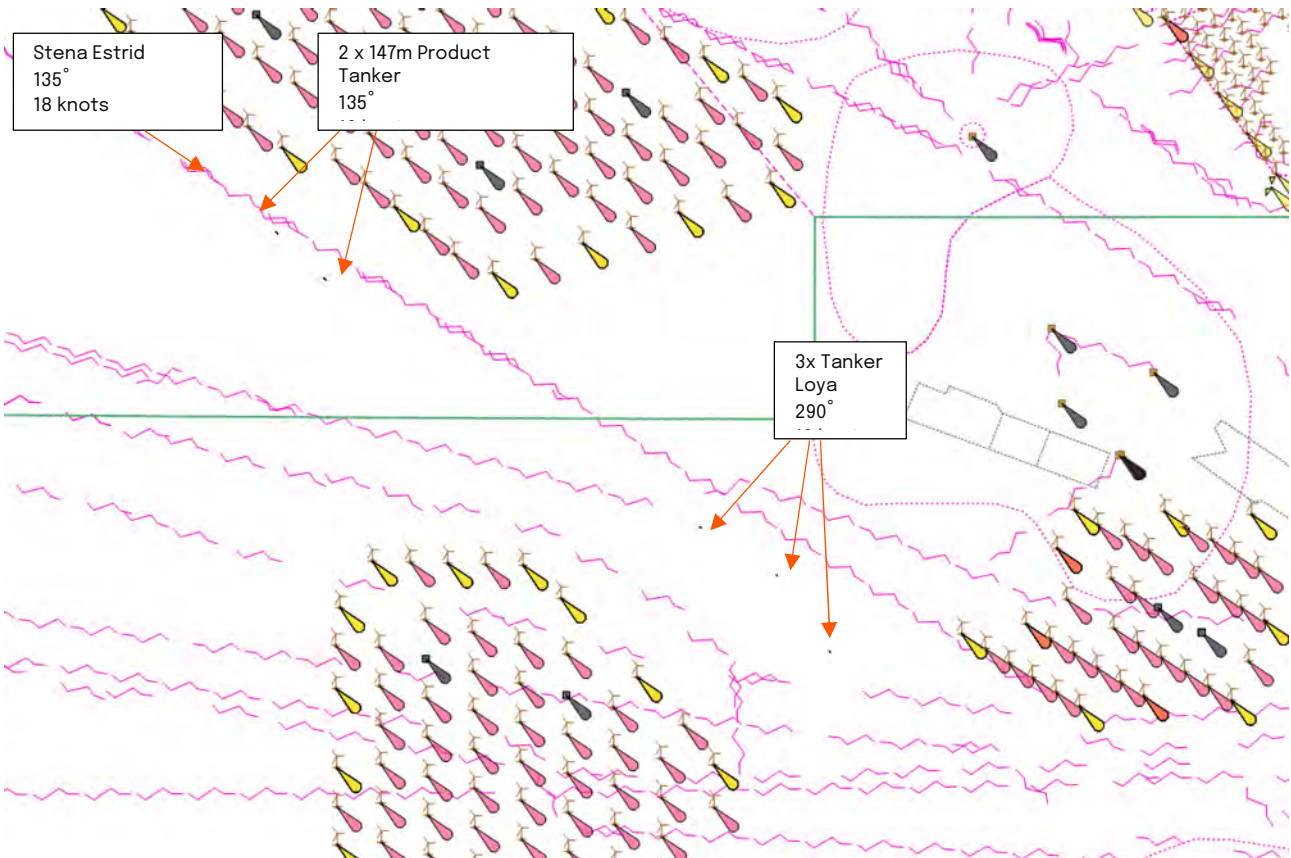 Stena Estrid
135°
18 knots
2 x 147m Product
Tanker
135°
3x Tanker
Loya
290°